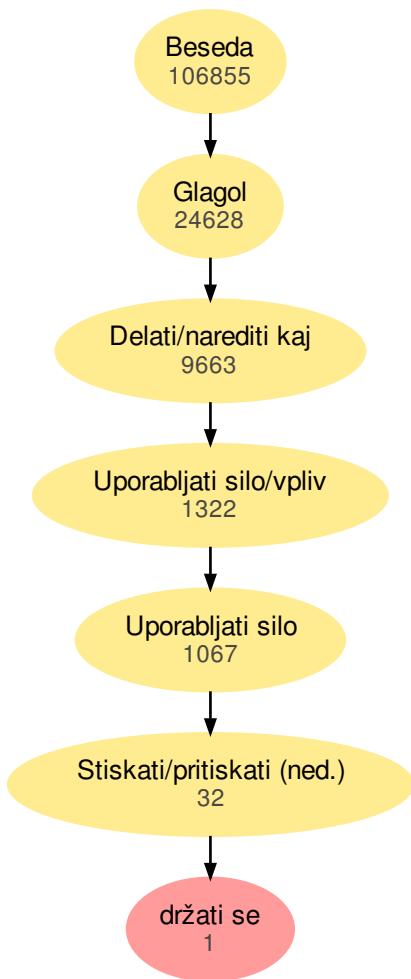 Beseda
106855
Glagol
24628
Delati/narediti kaj
9663
Uporabljati silo/vpliv
1322
Uporabljati silo
1067
Stiskati/pritiskati (ned.)
32
držati se
1